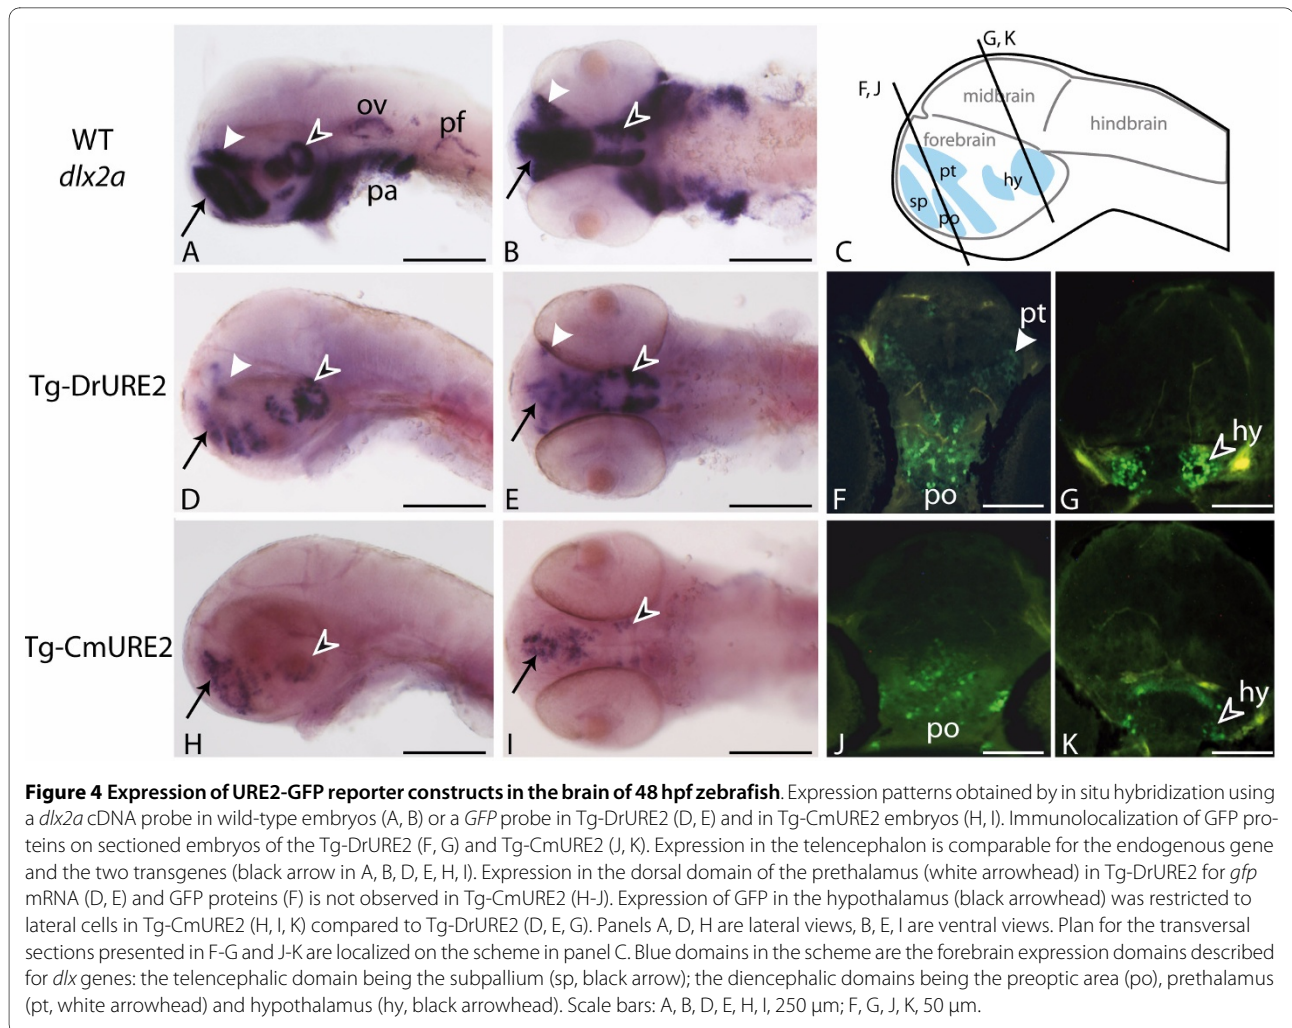 WT
dlx2a
ov
pf
pa
A
B
G, K
F, J
midbrain
hindbrain
forebrain
pt
hy
sp
po
C
Tg-DrURE2
D
E
pt
po
F
hy
G
Tg-CmURE2
H
I
po
J
hy
K
Figure 4 Expression of URE2-GFP reporter constructs in the brain of 48 hpf zebrafish. Expression patterns obtained by in situ hybridization using
a dlx2a cDNA probe in wild-type embryos (A, B) or a GFP probe in Tg-DrURE2 (D, E) and in Tg-CmURE2 embryos (H, I). Immunolocalization of GFP pro-
teins on sectioned embryos of the Tg-DrURE2 (F, G) and Tg-CmURE2 (J, K). Expression in the telencephalon is comparable for the endogenous gene
and the two transgenes (black arrow in A, B, D, E, H, I). Expression in the dorsal domain of the prethalamus (white arrowhead) in Tg-DrURE2 for gfp
mRNA (D, E) and GFP proteins (F) is not observed in Tg-CmURE2 (H-J). Expression of GFP in the hypothalamus (black arrowhead) was restricted to
lateral cells in Tg-CmURE2 (H, I, K) compared to Tg-DrURE2 (D, E, G). Panels A, D, H are lateral views, B, E, I are ventral views. Plan for the transversal
sections presented in F-G and J-K are localized on the scheme in panel C. Blue domains in the scheme are the forebrain expression domains described
for dlx genes: the telencephalic domain being the subpallium (sp, black arrow); the diencephalic domains being the preoptic area (po), prethalamus
(pt, white arrowhead) and hypothalamus (hy, black arrowhead). Scale bars: A, B, D, E, H, I, 250 μm; F, G, J, K, 50 μm.